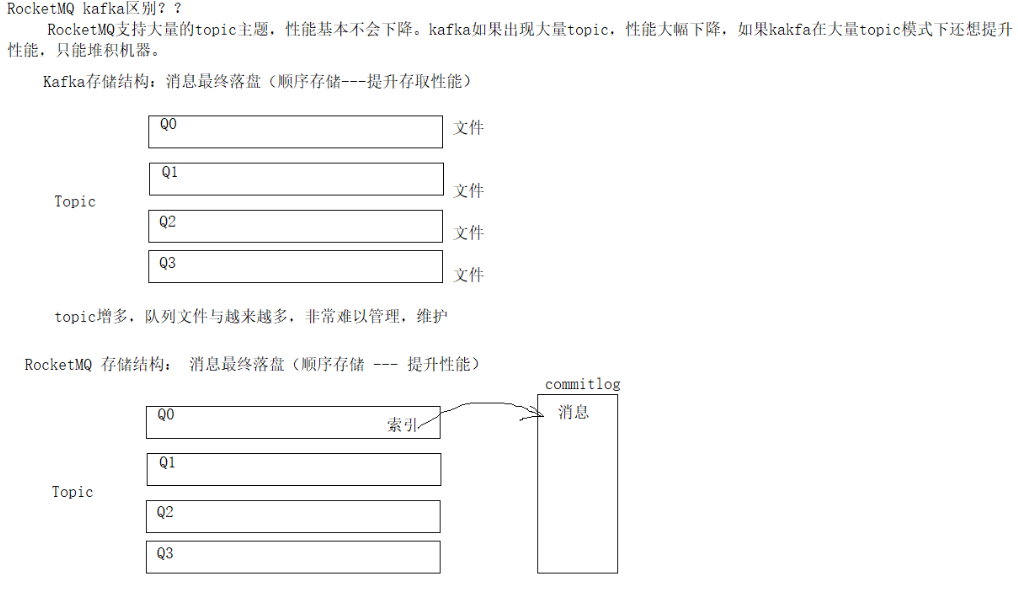 RocketMQ kafka区别？？
RocketMQ支持大量的topic主题，性能基本不会下降。kafka如果出现大量topic，性能大幅下降，如果kakfa在大量topic模式下还想提升
性能，只能堆积机器。
Kafka存储结构：消息最终落盘（顺序存储---提升存取性能）
Q0
文件
Q1
文件
Topic
Q2
文件
Q3
文件
topic增多，队列文件与越来越多，非常难以管理，维护
RocketMQ 存储结构： 消息最终落盘（顺序存储 --- 提升性能）
commitlog
Q0
索引
消息
Q1
Topic
Q2
Q3